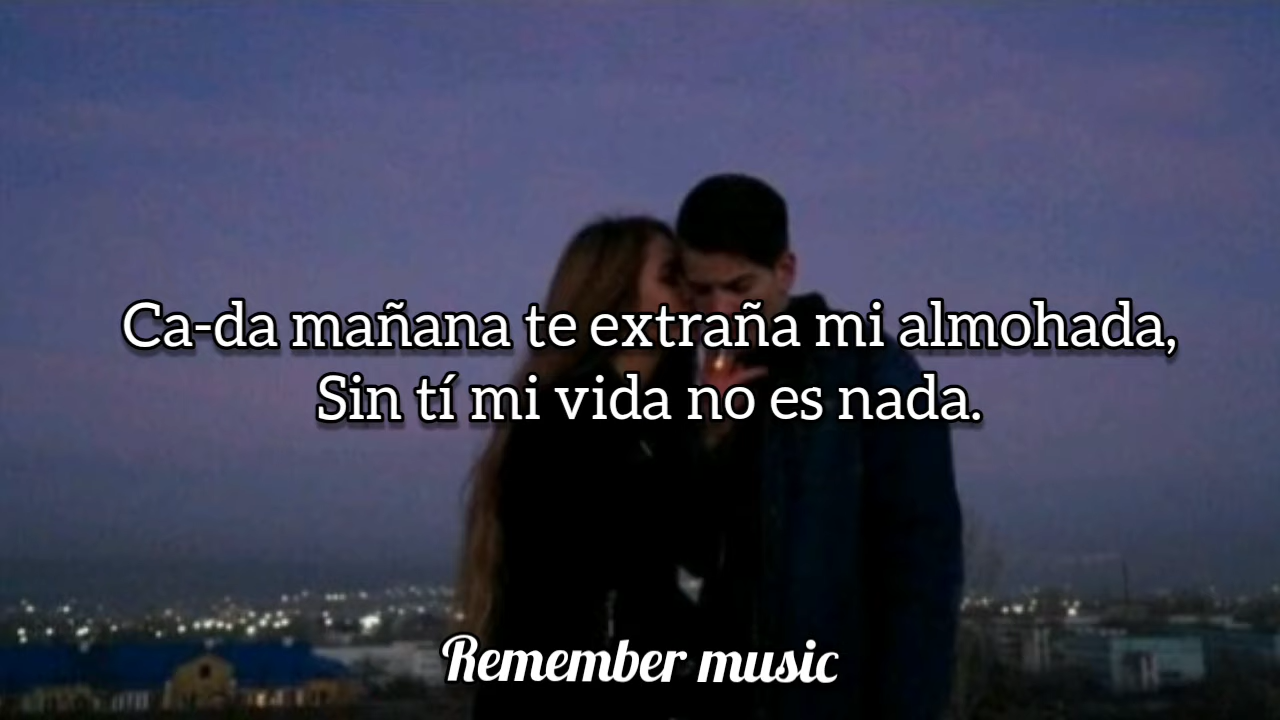 Ca-da mañana te extraña mi almohada,
Sin tí mi vida no es nada.
Remember music